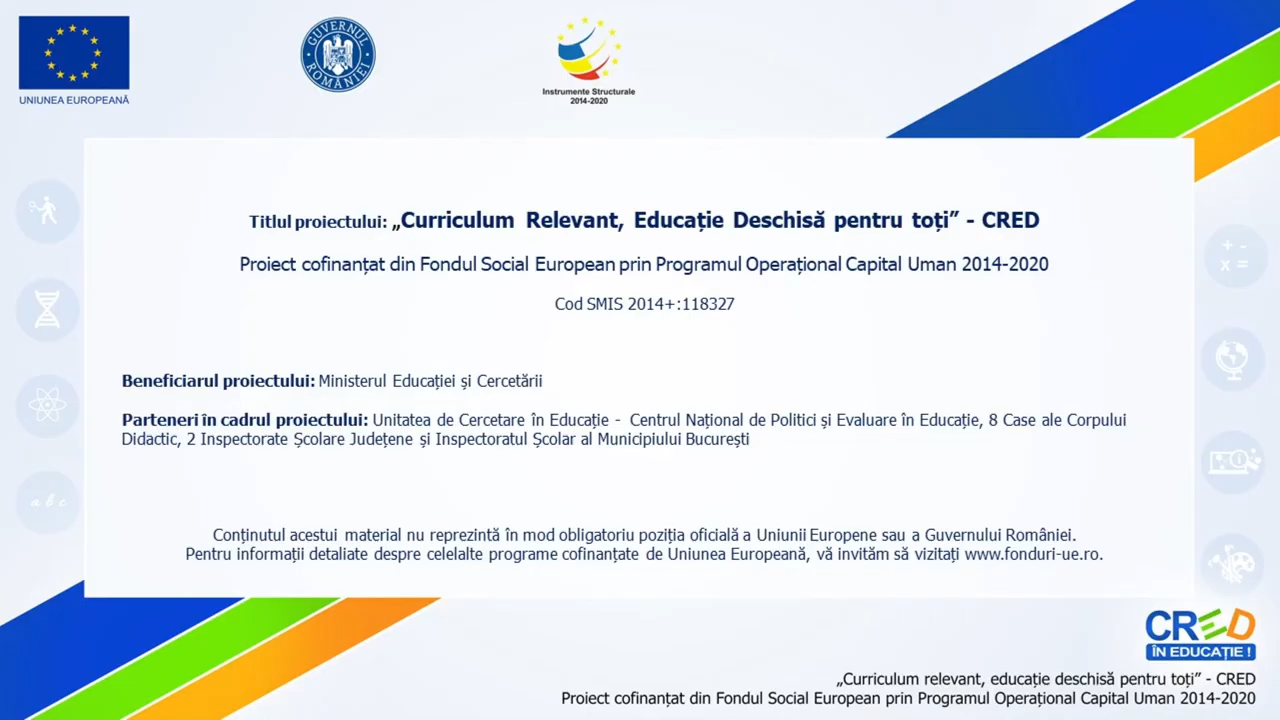 UNIUNEA EUROPEANĂ
GUVERNUL ROMÂNIEI
Instrumente Structurale
2014-2020
Titlul proiectului: „Curriculum Relevant, Educație Deschisă pentru toți” - CRED
Proiect cofinanțat din Fondul Social European prin Programul Operațional Capital Uman 2014-2020
Cod SMIS 2014+:118327
Beneficiarul proiectului: Ministerul Educației și Cercetării
Parteneri în cadrul proiectului: Unitatea de Cercetare în Educație - Centrul Național de Politici și Evaluare în Educație, 8 Case ale Corpului
Didactic, 2 Inspectorate Școlare Județene și Inspectoratul Școlar al Municipiului București
a b c
Conținutul acestui material nu reprezintă în mod obligatoriu poziția oficială a Uniunii Europene sau a Guvernului României.
Pentru informații detaliate despre celelalte programe cofinanțate de Uniunea Europeană, vă invităm să vizitați www.fonduri-ue.ro.
CRED
ÎN EDUCAȚIE !
„Curriculum relevant, educație deschisă pentru toți” - CRED
Proiect cofinanțat din Fondul Social European prin Programul Operațional Capital Uman 2014-2020